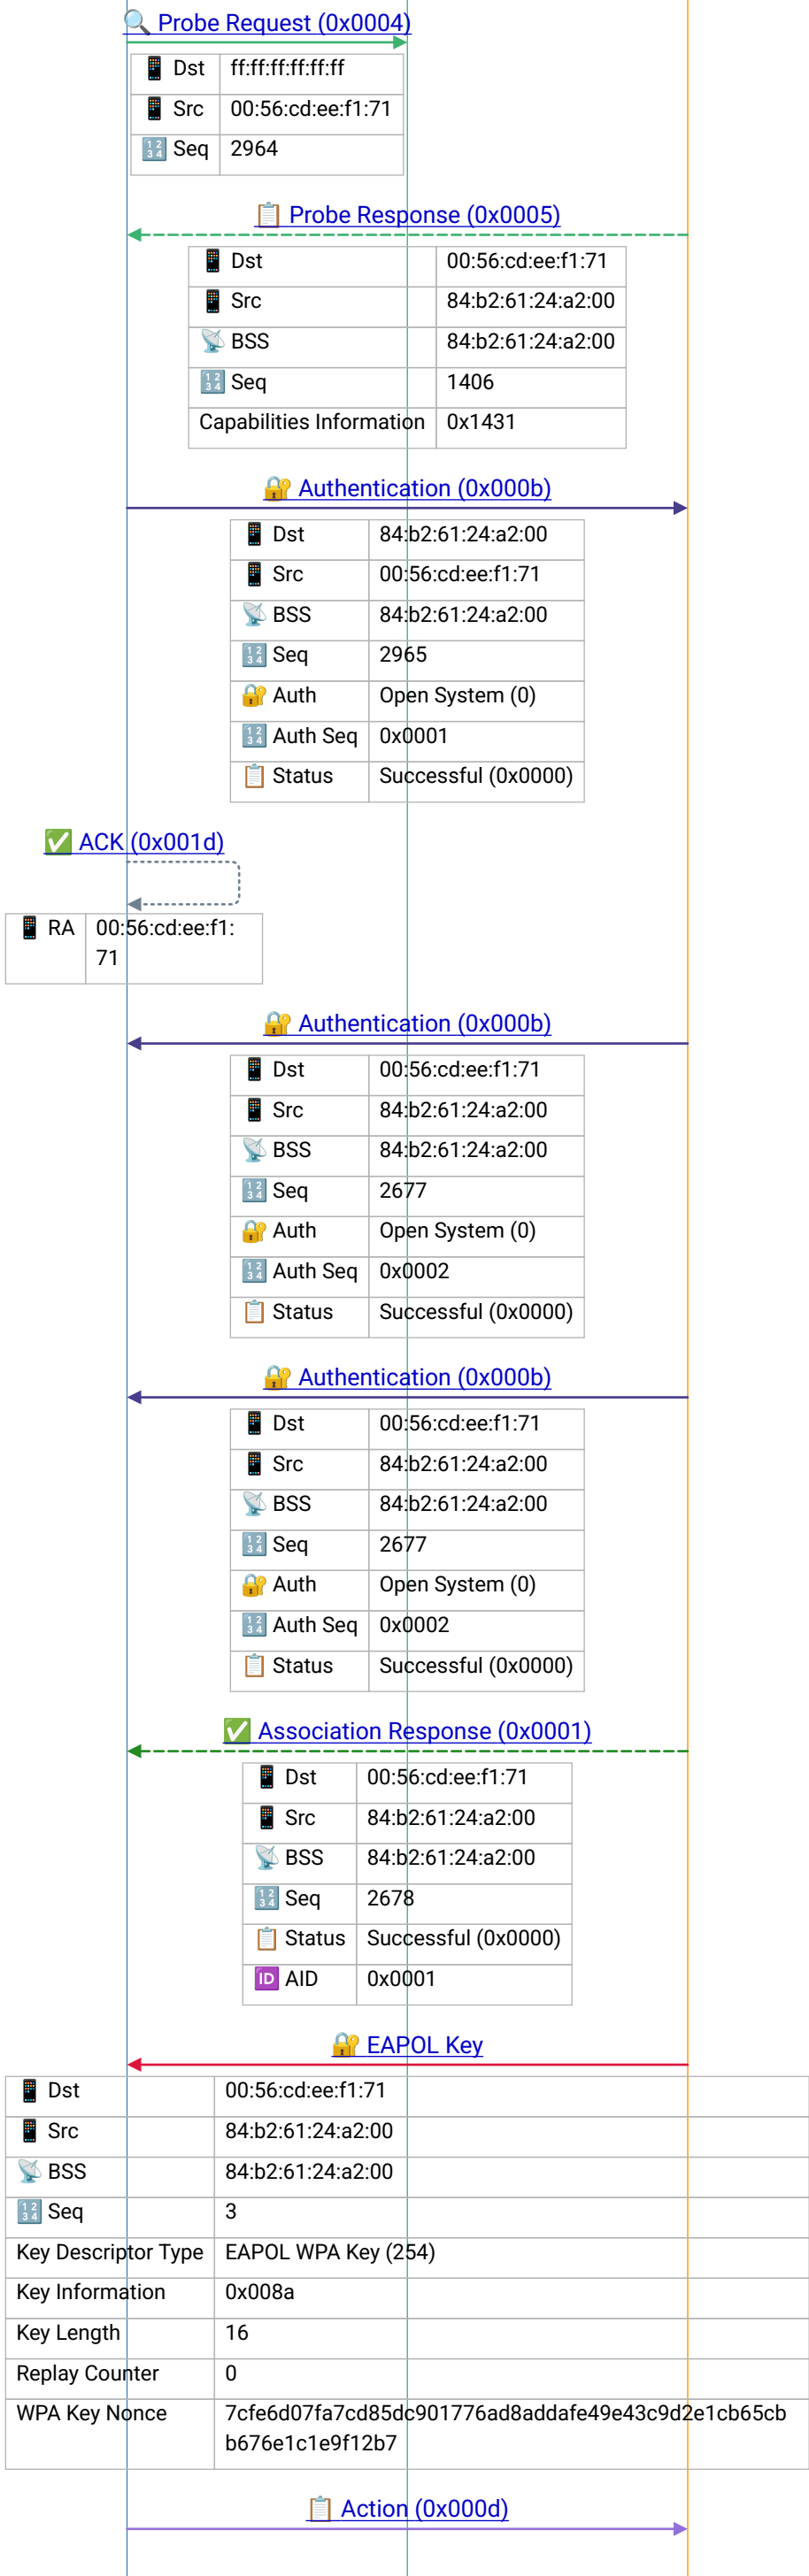 Probe Request (0x0004)
Dst ff:ff:ff:ff:ff:ff
Src 00:56:cd:ee:f1:71
Seq 2964
Probe Response (0x0005)
Dst 00:56:cd:ee:f1:71
Src 84:b2:61:24:a2:00
BSS 84:b2:61:24:a2:00
Seq 1406
Capabilities Information 0x1431
Authentication (0x000b)
Dst 84:b2:61:24:a2:00
Src 00:56:cd:ee:f1:71
BSS 84:b2:61:24:a2:00
Seq 2965
Auth Open System (0)
Auth Seq 0x0001
Status Successful (0x0000)
ACK (0x001d)
RA 00:56:cd:ee:f1:
71
Authentication (0x000b)
Dst 00:56:cd:ee:f1:71
Src 84:b2:61:24:a2:00
BSS 84:b2:61:24:a2:00
Seq 2677
Auth Open System (0)
Auth Seq 0x0002
Status Successful (0x0000)
Authentication (0x000b)
Dst 00:56:cd:ee:f1:71
Src 84:b2:61:24:a2:00
BSS 84:b2:61:24:a2:00
Seq 2677
Auth Open System (0)
Auth Seq 0x0002
Status Successful (0x0000)
Association Response (0x0001)
Dst 00:56:cd:ee:f1:71
Src 84:b2:61:24:a2:00
BSS 84:b2:61:24:a2:00
Seq 2678
Status Successful (0x0000)
AID 0x0001
EAPOL Key
Dst 00:56:cd:ee:f1:71
Src 84:b2:61:24:a2:00
BSS 84:b2:61:24:a2:00
Seq 3
Key Descriptor Type EAPOL WPA Key (254)
Key Information 0x008a
Key Length 16
Replay Counter 0
WPA Key Nonce 7cfe6d07fa7cd85dc901776ad8addafe49e43c9d2e1cb65cb
b676e1c1e9f12b7
Action (0x000d)